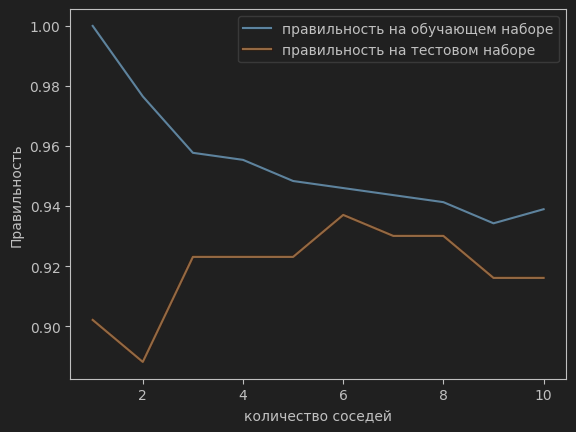 правильность на обучающем наборе
правильность на тестовом наборе
Правильность
1.00
0.98
0.96
0.94
0.92
0.90
2 4 6 8 10
количество соседей